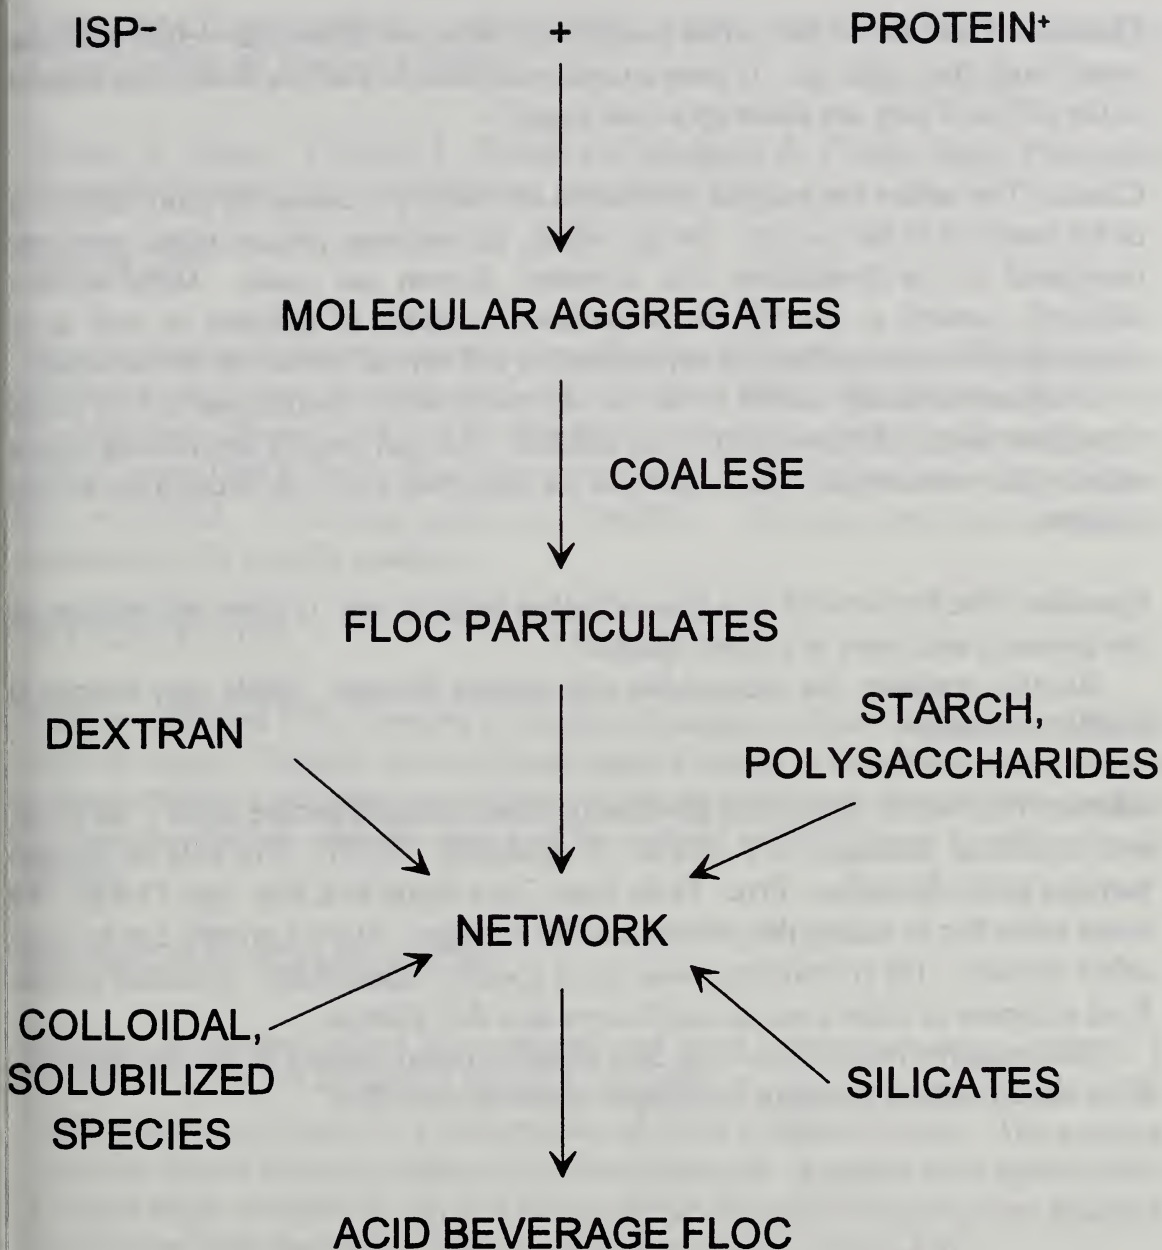 ISP- + PROTEIN+
MOLECULAR AGGREGATES
COALESE
FLOC PARTICULATES
DEXTRAN
STARCH,
POLYSACCHARIDES
NETWORK
COLLOIDAL,
SOLUBILIZED
SPECIES
SILICATES
ACID BEVERAGE FLOC